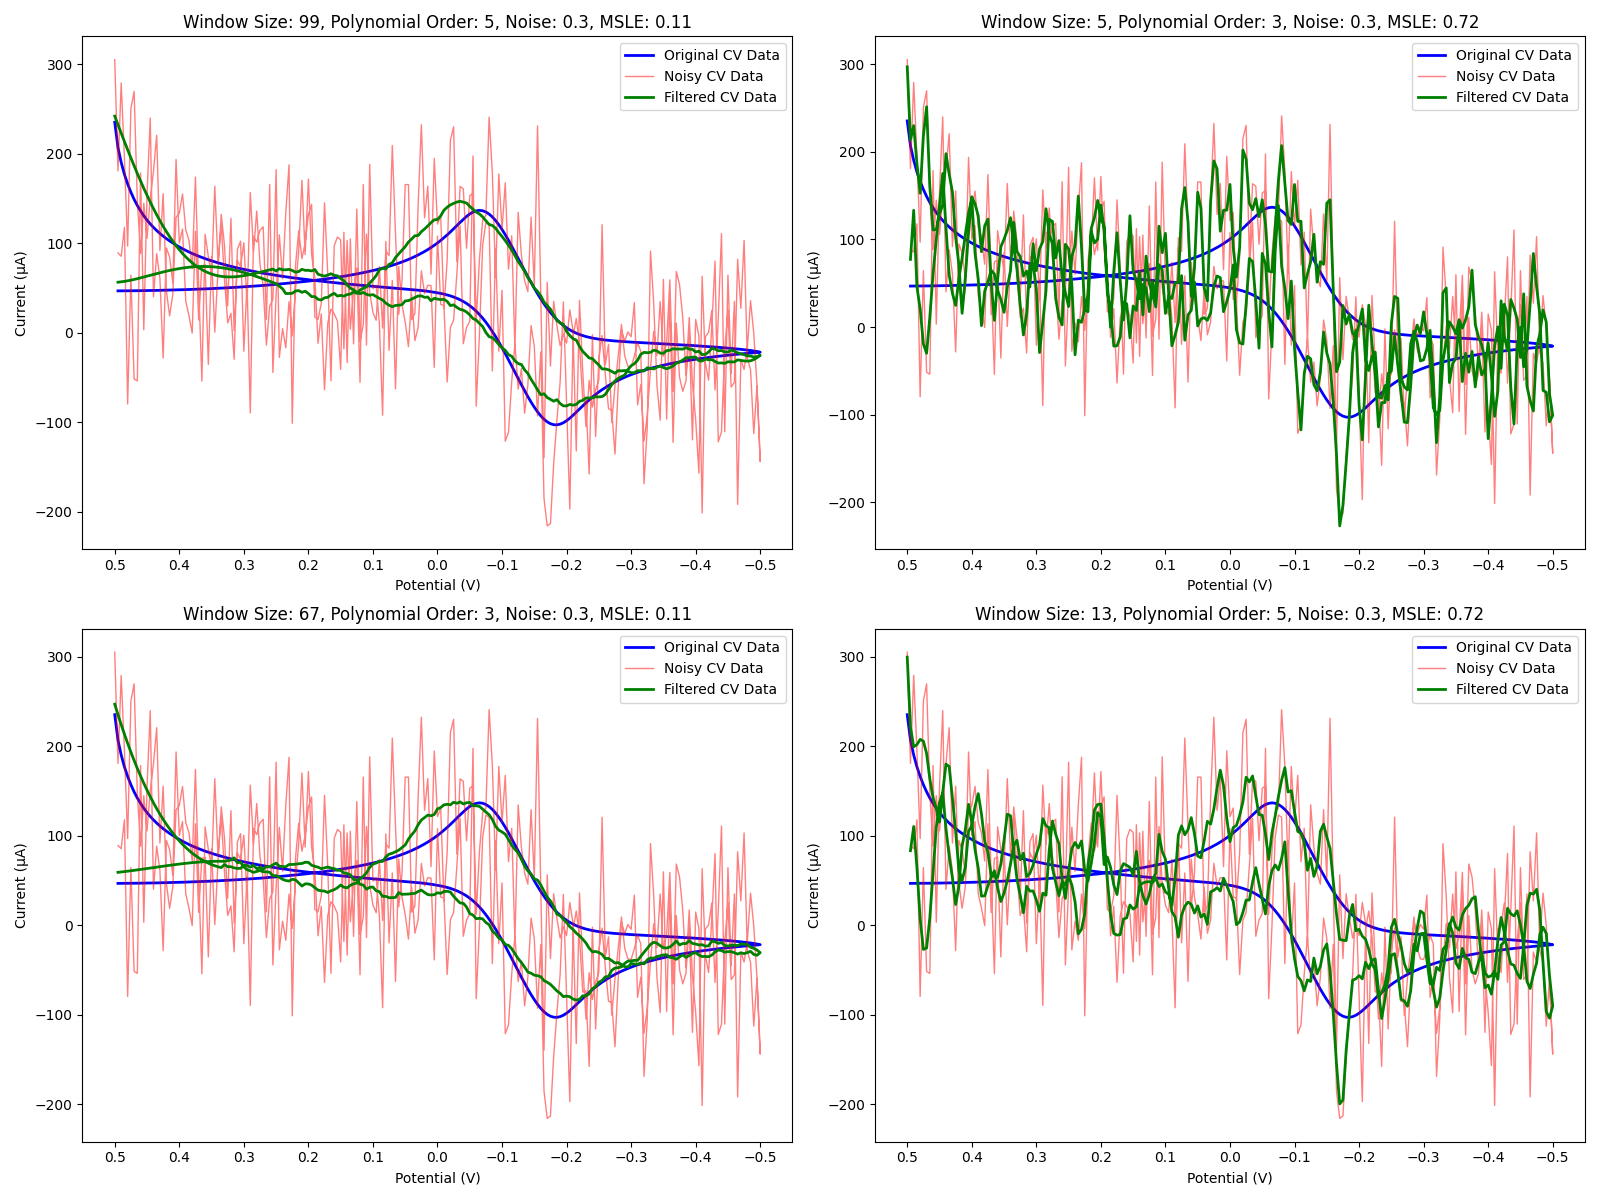 Window Size: 99, Polynomial Order: 5, Noise: 0.3, MSLE: 0.11
Original CV Data
Noisy CV Data
Filtered CV Data
300
200
100
0
−100
−200
Current (μA)
0.5 0.4 0.3 0.2 0.1 0.0 −0.1 −0.2 −0.3 −0.4 −0.5
Potential (V)
Window Size: 5, Polynomial Order: 3, Noise: 0.3, MSLE: 0.72
Original CV Data
Noisy CV Data
Filtered CV Data
300
200
100
0
−100
−200
Current (μA)
0.5 0.4 0.3 0.2 0.1 0.0 −0.1 −0.2 −0.3 −0.4 −0.5
Potential (V)
Window Size: 67, Polynomial Order: 3, Noise: 0.3, MSLE: 0.11
Original CV Data
Noisy CV Data
Filtered CV Data
300
200
100
0
−100
−200
Current (μA)
0.5 0.4 0.3 0.2 0.1 0.0 −0.1 −0.2 −0.3 −0.4 −0.5
Potential (V)
Window Size: 13, Polynomial Order: 5, Noise: 0.3, MSLE: 0.72
Original CV Data
Noisy CV Data
Filtered CV Data
300
200
100
0
−100
−200
Current (μA)
0.5 0.4 0.3 0.2 0.1 0.0 −0.1 −0.2 −0.3 −0.4 −0.5
Potential (V)